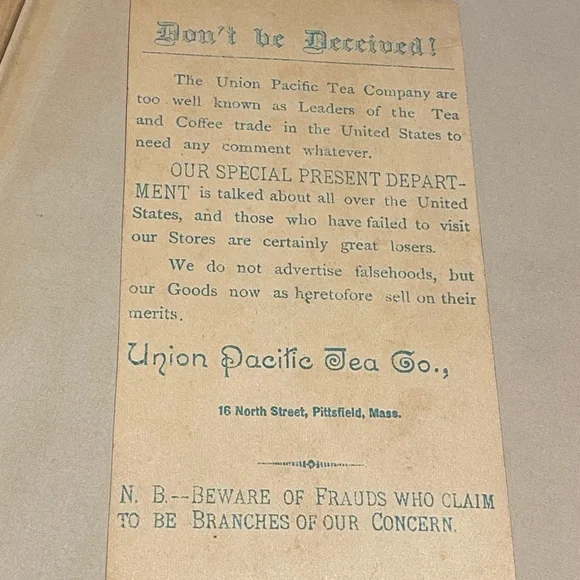 Don't be Deceived!
The Union Pacific Tea Company are
too well known as Leaders of the Tea
and Coffee trade in the United States to
need any comment whatever.
OUR SPECIAL PRESENT DEPART-
MENT is talked about all over the United
States, and those who have failed to visit
our Stores are certainly great losers.
We do not advertise falsehoods, but
our Goods now as heretofore sell on their
merits.
Union Pacific Tea Co.,
16 North Street, Pittsfield, Mass.
N. B.--BEWARE OF FRAUDS WHO CLAIM
TO BE BRANCHES OF OUR CONCERN.